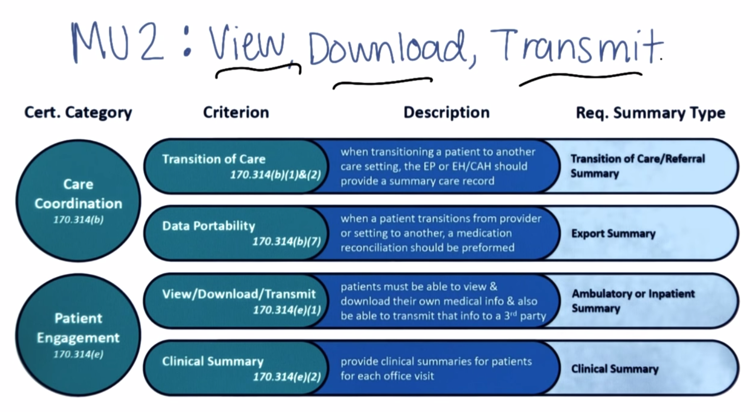 MU2: View, Download, Transmit.
Cert. Category
Criterion
Description
Req. Summary Type
Care
Coordination
170.314(b)
Transition of Care
170.314(b)(1)&(2)
when transitioning a patient to another
care setting, the EP or EH/CAH should
provide a summary care record
Transition of Care/Referral
Summary
Data Portability
170.314(b)(7)
when a patient transitions from provider
or setting to another, a medication
reconciliation should be preformed
Export Summary
Patient
Engagement
170.314(e)
View/Download/Transmit
170.314(e)(1)
patients must be able to view &
download their own medical info & also
be able to transmit that info to a 3rd party
Ambulatory or Inpatient
Summary
Clinical Summary
170.314(e)(2)
provide clinical summaries for patients
for each office visit
Clinical Summary